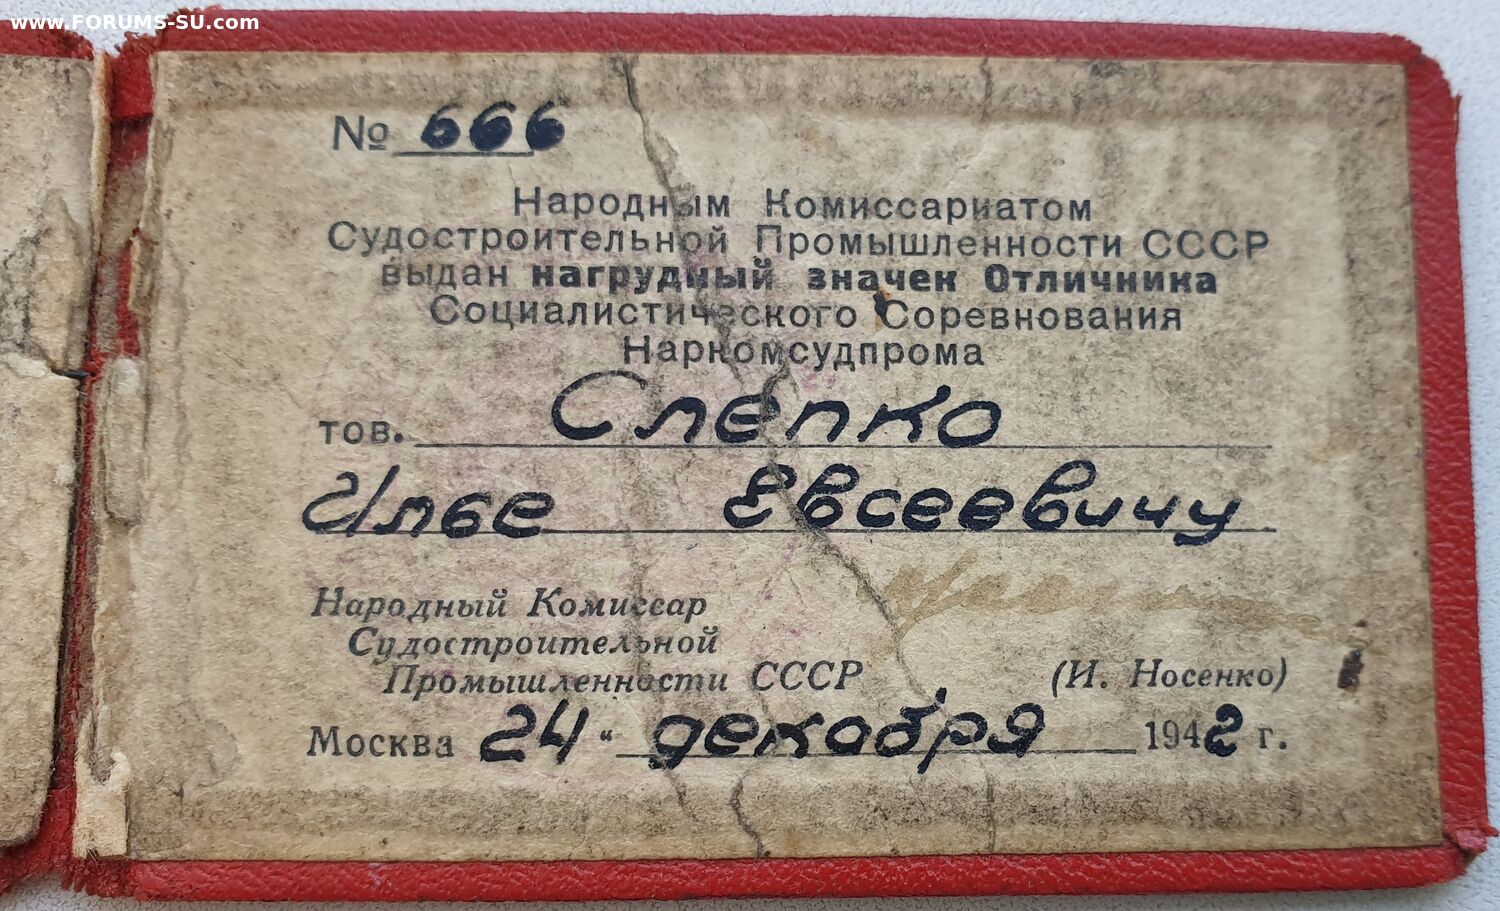 www.FORUMS-SU.com
№ 666
Народным Комиссариатом
Судостроительной Промышленности СССР
выдан нагрудный значек Отличника
Социалистического Соревнования
Наркомсудпрома
тов. Слепко
Илье Евсеевичу
Народный Комиссар
Судостроительной
Промышленности СССР (И. Носенко)
Москва 24 “ декабря 1942 г.